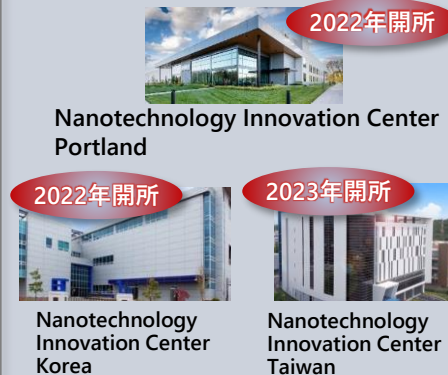 2022年開所
Nanotechnology Innovation Center
Portland
2022年開所
Nanotechnology
Innovation Center
Korea
2023年開所
Nanotechnology
Innovation Center
Taiwan